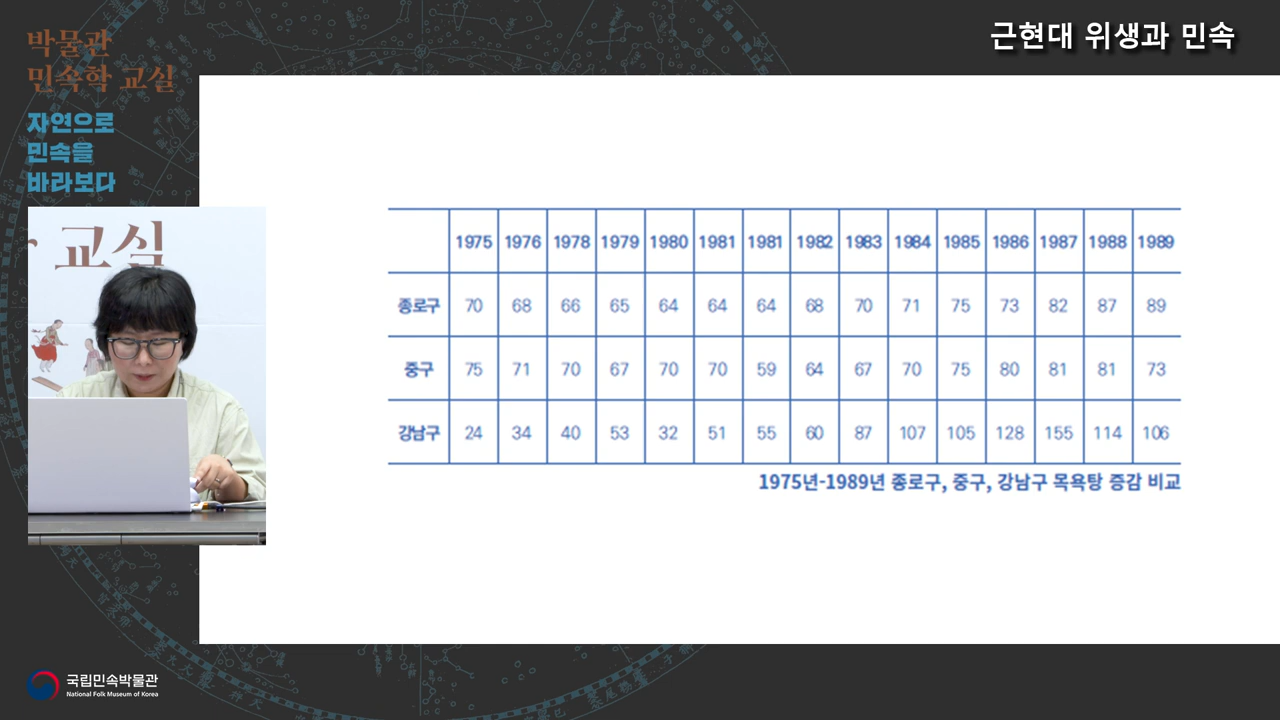 근현대 위생과 민속
박물관
민속학 교실
자연으로
민속을
바라보다
교실
1975 1976 1978 1979 1980 1981 1981 1982 1983 1984 1985 1986 1987 1988 1989
종로구 70 68 66 65 64 64 64 68 70 71 75 73 82 87 89
중구 75 71 70 67 70 70 59 64 67 70 75 80 81 81 73
강남구 24 34 40 53 32 51 55 60 87 107 105 128 155 114 106
1975년-1989년 종로구, 중구, 강남구 목욕탕 증감 비교
국립민속박물관
National Folk Museum of Korea